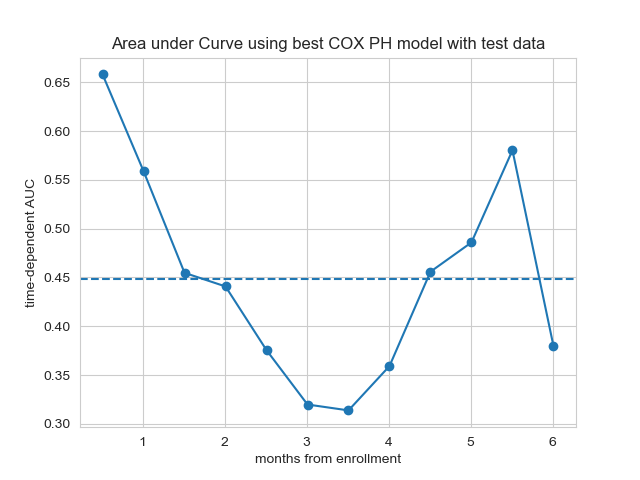 Area under Curve using best COX PH model with test data
time-dependent AUC
0.65
0.60
0.55
0.50
0.45
0.40
0.35
0.30
1 2 3 4 5 6
months from enrollment